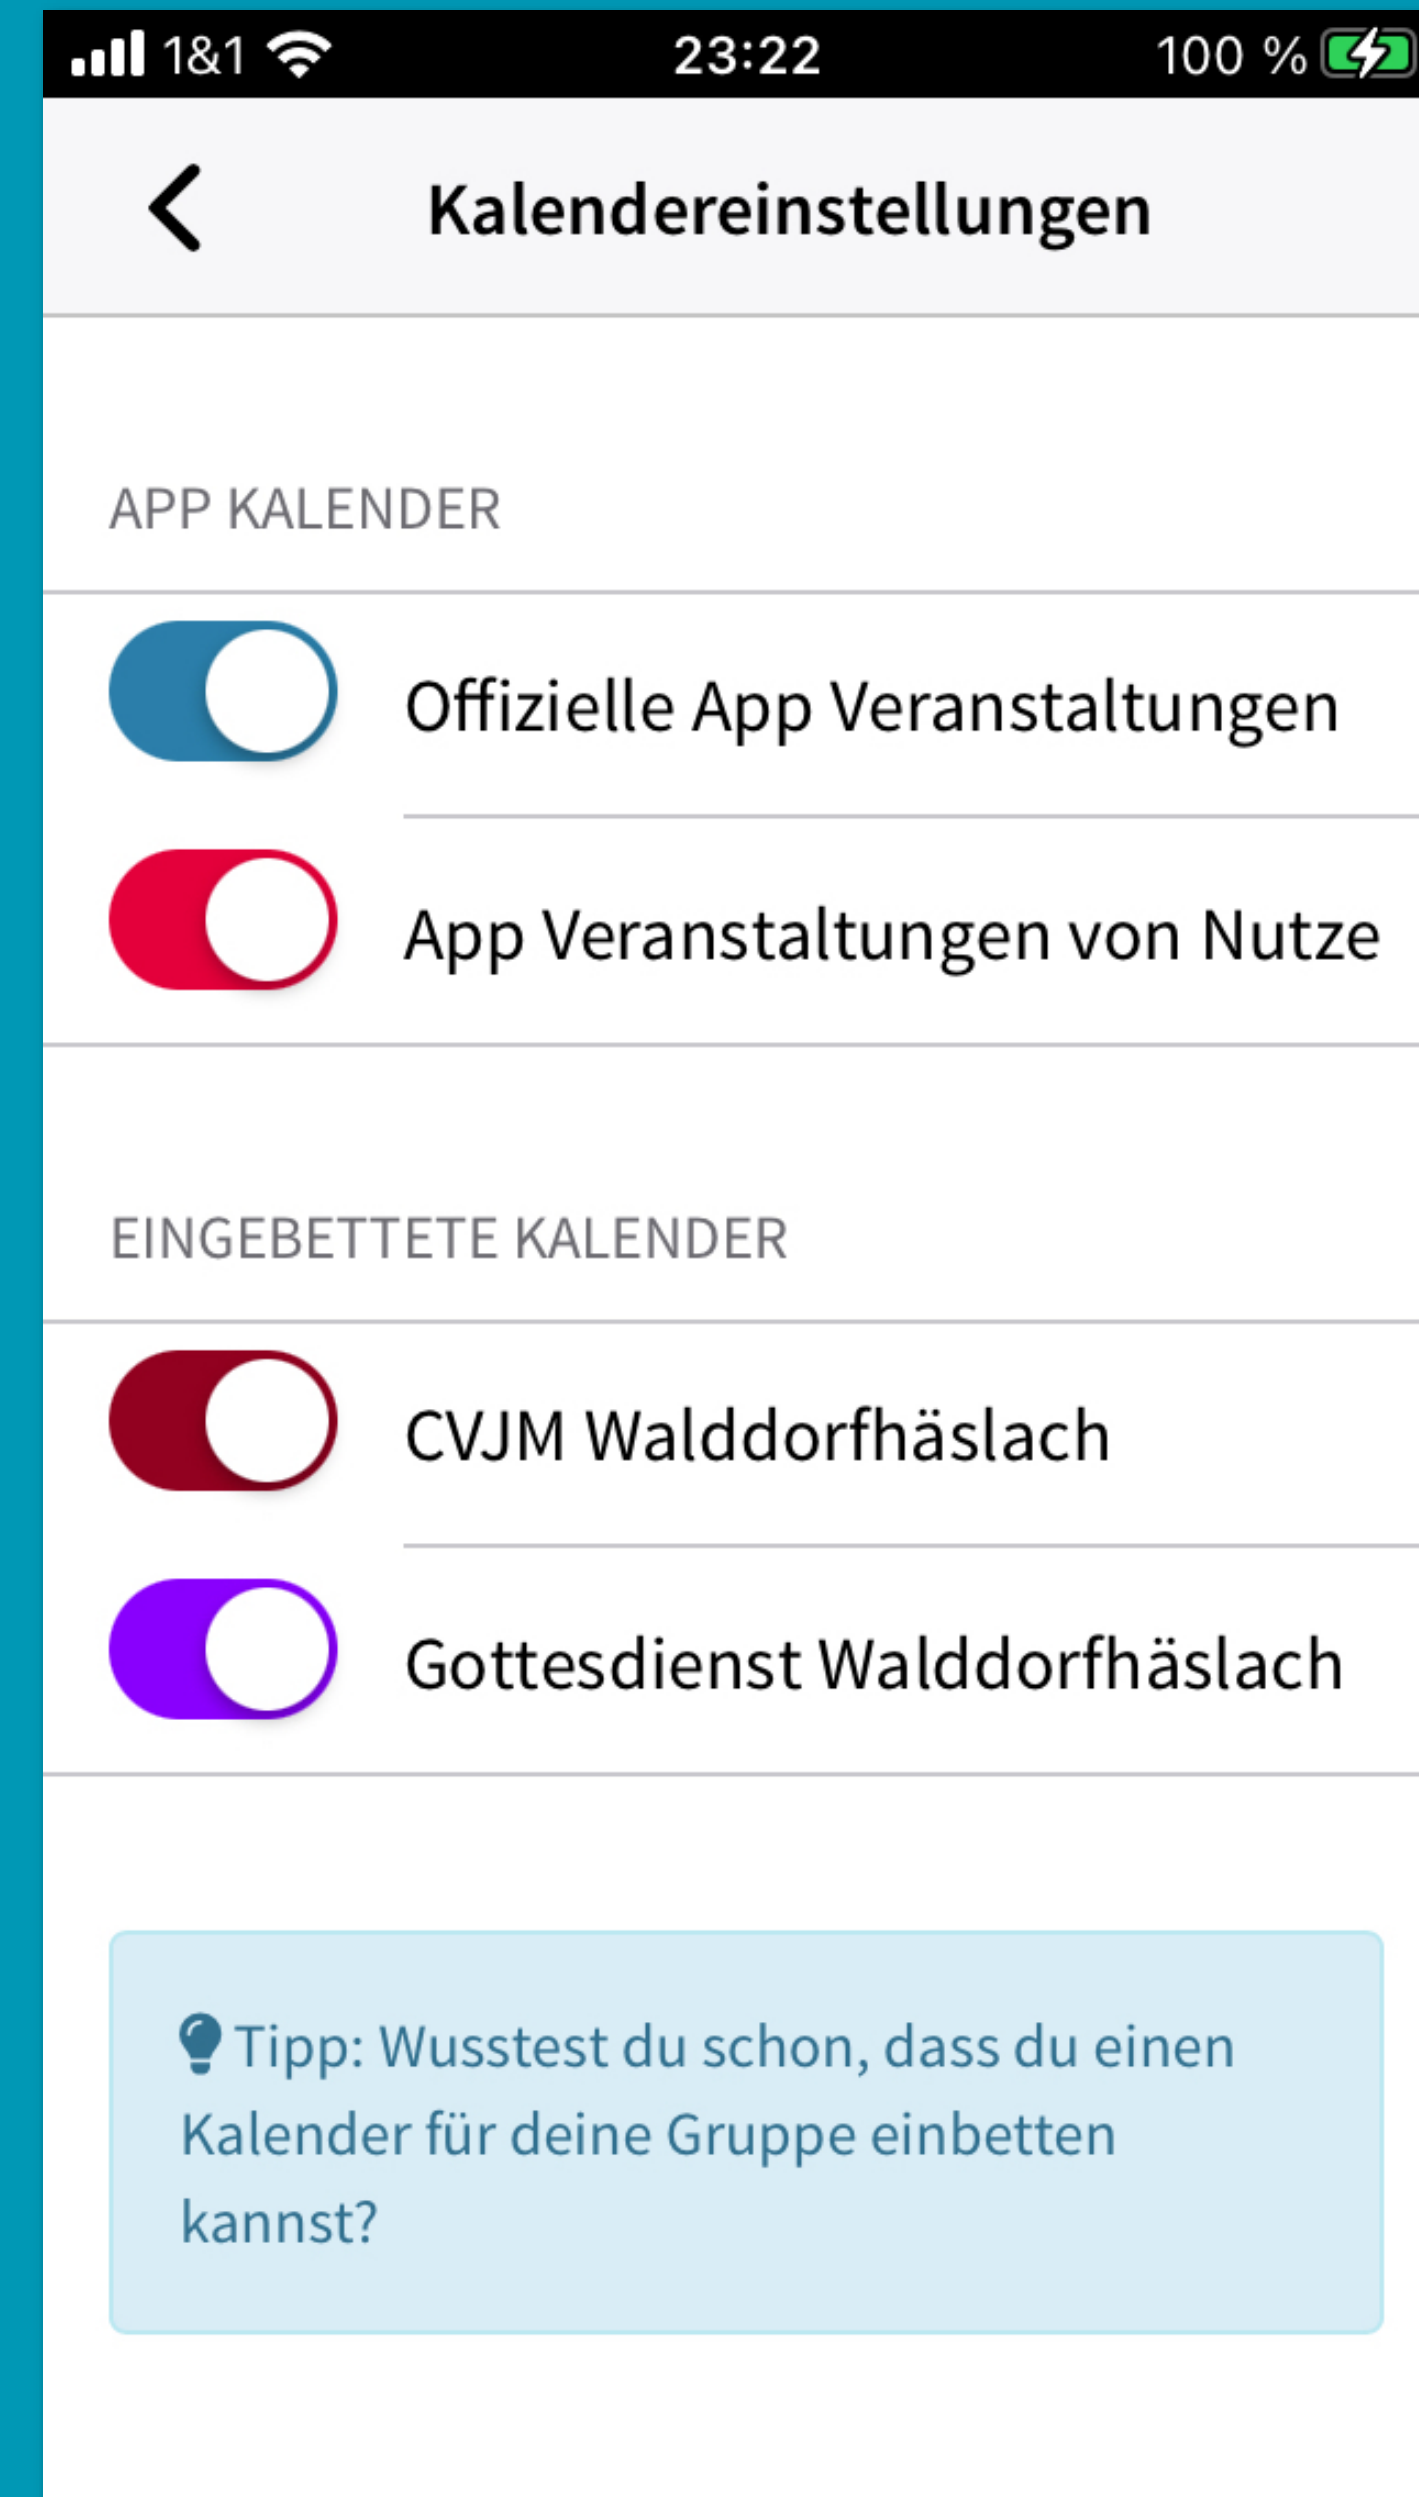 1&1 23:22 100 %
Kalendereinstellungen
APP KALENDER
Offizielle App Veranstaltungen
App Veranstaltungen von Nutze
EINGEBETTETE KALENDER
CVJM Walddorfhäslach
Gottesdienst Walddorfhäslach
Tipp: Wusstest du schon, dass du einen
Kalender für deine Gruppe einbetten
kannst?